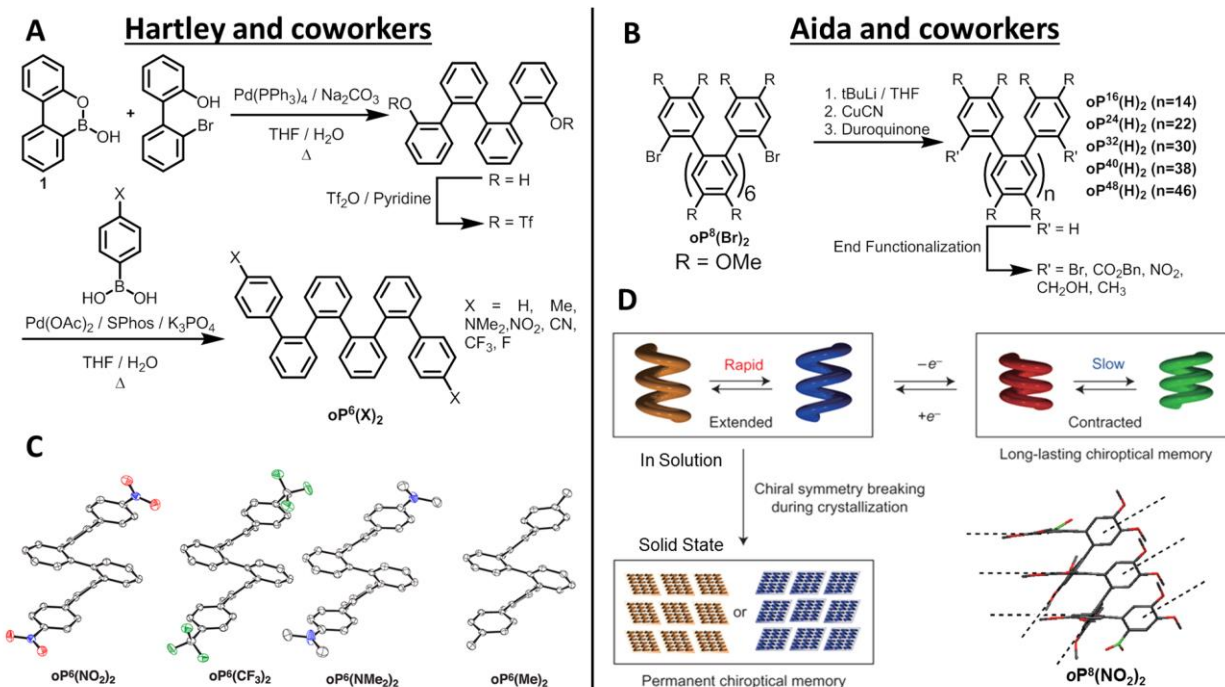 A
Hartley and coworkers
O
B
OH
1
+
OH
Br
Pd(PPh3)4 / Na2CO3
THF / H2O
Δ
RO
OR
R = H
Tf2O / Pyridine
R = Tf
X
B
HO
OH
Pd(OAc)2 / SPhos / K3PO4
THF / H2O
Δ
X
X
oP⁶(X)₂
X = H, Me,
NMe2,NO2, CN,
CF3, F
C
oP⁶(NO₂)₂
oP⁶(CF₃)₂
oP⁶(NMe₂)₂
oP⁶(Me)₂
B
Aida and coworkers
R R R R
Br Br
( )6
R R
oP⁸(Br)₂
R = OMe
1. tBuLi / THF
2. CuCN
3. Duroquinone
R R R R
R' R'
( )n
R R
oP¹⁶(H)₂ (n=14)
oP²⁴(H)₂ (n=22)
oP³²(H)₂ (n=30)
oP⁴⁰(H)₂ (n=38)
oP⁴⁸(H)₂ (n=46)
R' = H
End Functionalization
R' = Br, CO2Bn, NO2,
CH2OH, CH3
D
Rapid
Extended
–e⁻
+e⁻
Slow
Contracted
In Solution
Long-lasting chiroptical memory
Chiral symmetry breaking
during crystallization
Solid State
or
Permanent chiroptical memory
oP⁸(NO₂)₂